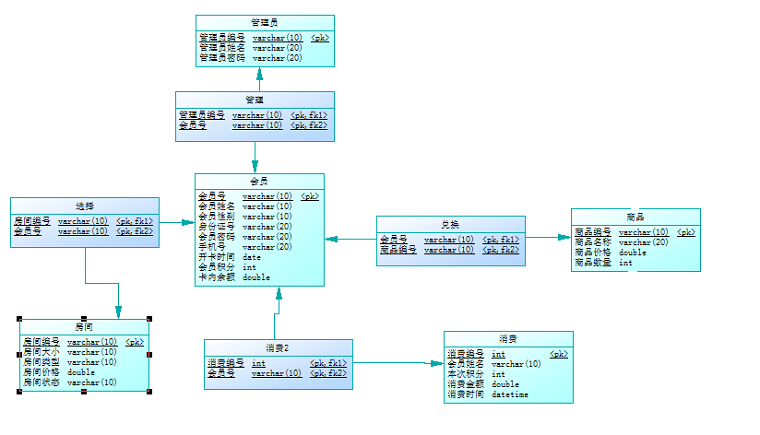 管理员
管理员编号 varchar(10) <pk>
管理员姓名 varchar(20)
管理员密码 varchar(20)
管理
管理员编号 varchar(10) <pk,fk1>
会员号 varchar(10) <pk,fk2>
会员
会员号 varchar(10) <pk>
会员姓名 varchar(10)
会员性别 varchar(10)
身份证号 varchar(20)
会员密码 varchar(20)
手机号 varchar(20)
开卡时间 date
会员积分 int
卡内余额 double
选择
房间编号 varchar(10) <pk,fk1>
会员号 varchar(10) <pk,fk2>
兑换
会员号 varchar(10) <pk,fk1>
商品编号 varchar(10) <pk,fk2>
商品
商品编号 varchar(10) <pk>
商品名称 varchar(20)
商品价格 double
商品数量 int
房间
房间编号 varchar(10) <pk>
房间大小 varchar(10)
房间类型 varchar(10)
房间价格 double
房间状态 varchar(10)
消费2
消费编号 int <pk,fk1>
会员号 varchar(10) <pk,fk2>
消费
消费编号 int <pk>
会员姓名 varchar(10)
本次积分 int
消费金额 double
消费时间 datetime